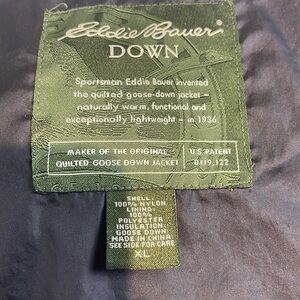 Eddie Bauer
DOWN
Sportsman Eddie Bauer invented
the quilted goose-down jacket –
naturally warm, functional and
exceptionally lightweight – in 1936.
MAKER OF THE ORIGINAL
QUILTED GOOSE DOWN JACKET
U.S. PATENT
0119,122
SHELL:
100% NYLON
LINING:
100%
POLYESTER
INSULATION:
GOOSE DOWN
MADE IN CHINA
SEE SIDE FOR CARE
XL